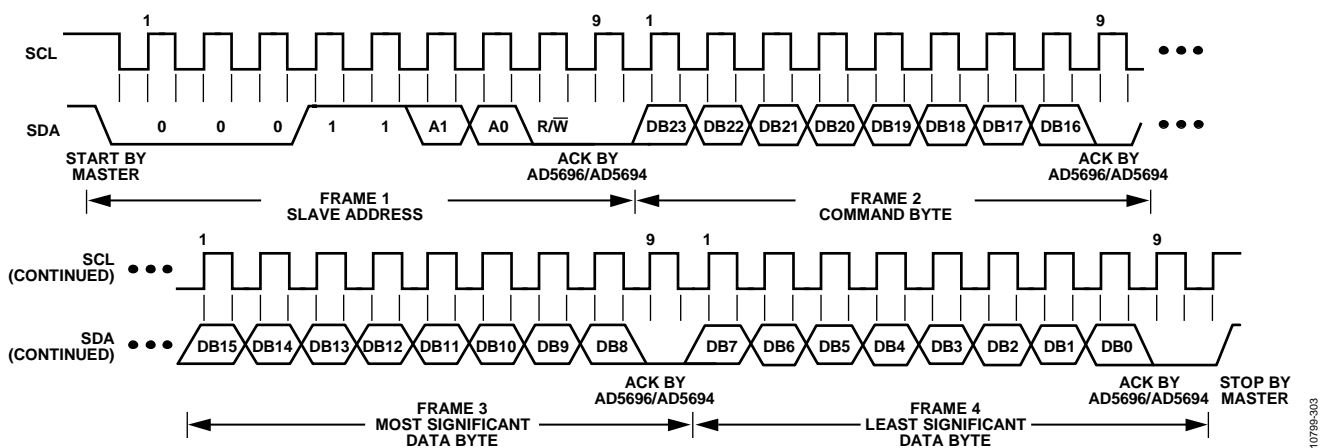 1 9 1 9
SCL
SDA 0 0 0 1 1 A1 A0 R/W̅ DB23 DB22 DB21 DB20 DB19 DB18 DB17 DB16
START BY
MASTER
ACK BY
AD5696/AD5694
ACK BY
AD5696/AD5694
FRAME 1
SLAVE ADDRESS
FRAME 2
COMMAND BYTE
1 9 1 9
SCL
(CONTINUED)
SDA
(CONTINUED)
DB15 DB14 DB13 DB12 DB11 DB10 DB9 DB8 DB7 DB6 DB5 DB4 DB3 DB2 DB1 DB0
ACK BY
AD5696/AD5694
ACK BY
AD5696/AD5694
STOP BY
MASTER
FRAME 3
MOST SIGNIFICANT
DATA BYTE
FRAME 4
LEAST SIGNIFICANT
DATA BYTE
10799-303